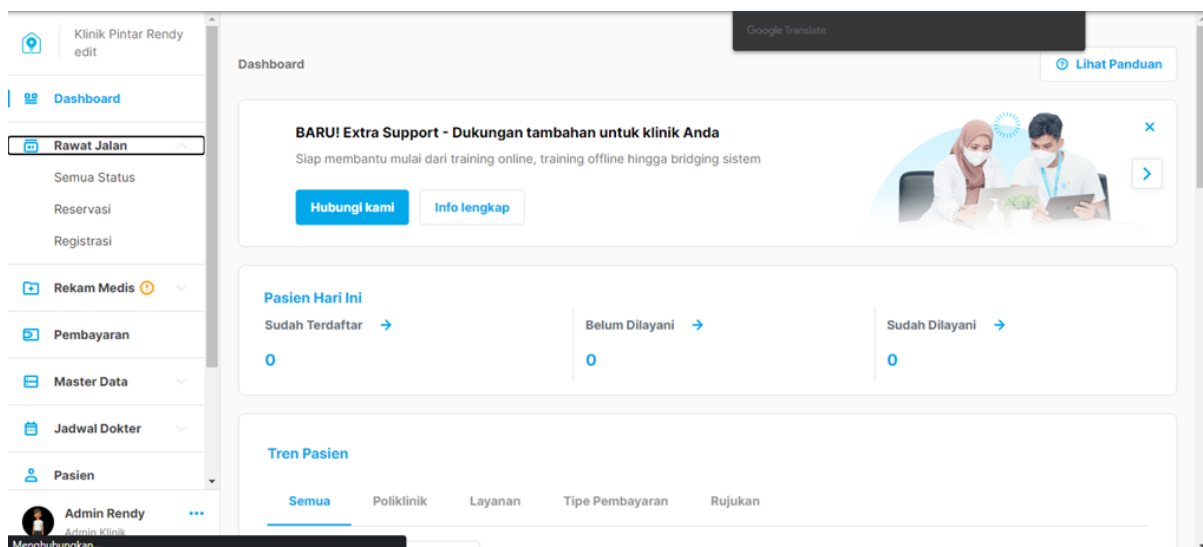 Klinik Pintar Rendy
edit
Dashboard
Rawat Jalan
Semua Status
Reservasi
Registrasi
Rekam Medis
Pembayaran
Master Data
Jadwal Dokter
Pasien
Admin Rendy
Admin Klinik
Menghubungkan...
Google Translate
Dashboard
Lihat Panduan
BARU! Extra Support - Dukungan tambahan untuk klinik Anda
Siap membantu mulai dari training online, training offline hingga bridging sistem
Hubungi kami Info lengkap
Pasien Hari Ini
Sudah Terdaftar Belum Dilayani Sudah Dilayani
0 0 0
Tren Pasien
Semua Poliklinik Layanan Tipe Pembayaran Rujukan